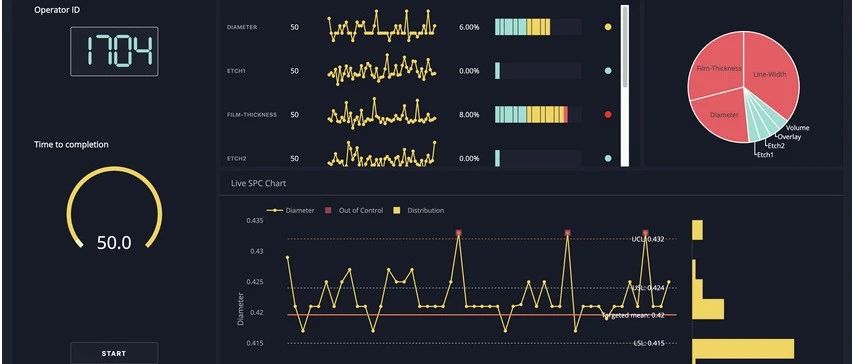 Operator ID
1704
Time to completion
50.0
START
DIAMETER 50 6.00%
ETCH1 50 0.00%
FILM-THICKNESS 50 8.00%
ETCH2 50 0.00%
Film-Thickness
Line-Width
Diameter
Volume
Overlay
Etch2
Etch1
Live SPC Chart
Diameter Out of Control Distribution
Diameter
0.435
0.43
0.425
0.42
0.415
UCL: 0.432
USL: 0.424
Targeted mean: 0.42
LSL: 0.415